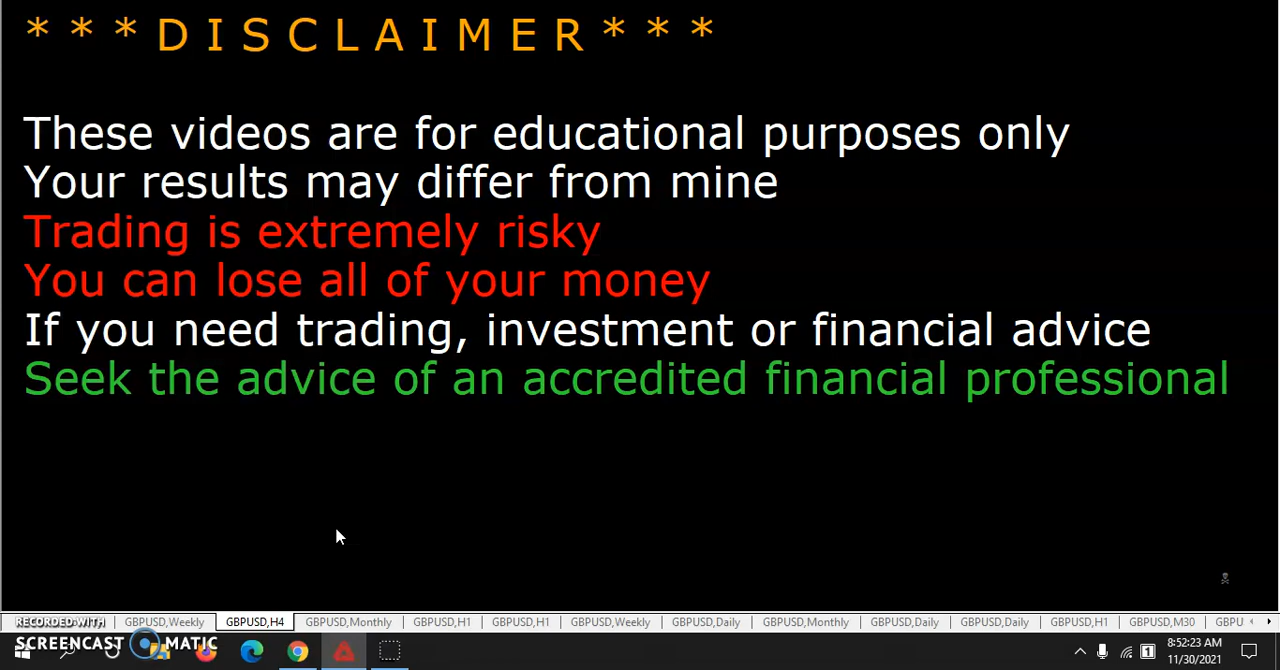 * * * D I S C L A I M E R * * *
These videos are for educational purposes only
Your results may differ from mine
Trading is extremely risky
You can lose all of your money
If you need trading, investment or financial advice
Seek the advice of an accredited financial professional
RECORDED WITH
GBPUSD,Weekly GBPUSD,H4 GBPUSD,Monthly GBPUSD,H1 GBPUSD,H1 GBPUSD,Weekly GBPUSD,Daily GBPUSD,Monthly GBPUSD,Daily GBPUSD,Daily GBPUSD,H1 GBPUSD,M30 GBPU
SCREENCAST MATIC
1
8:52:23 AM
11/30/2021